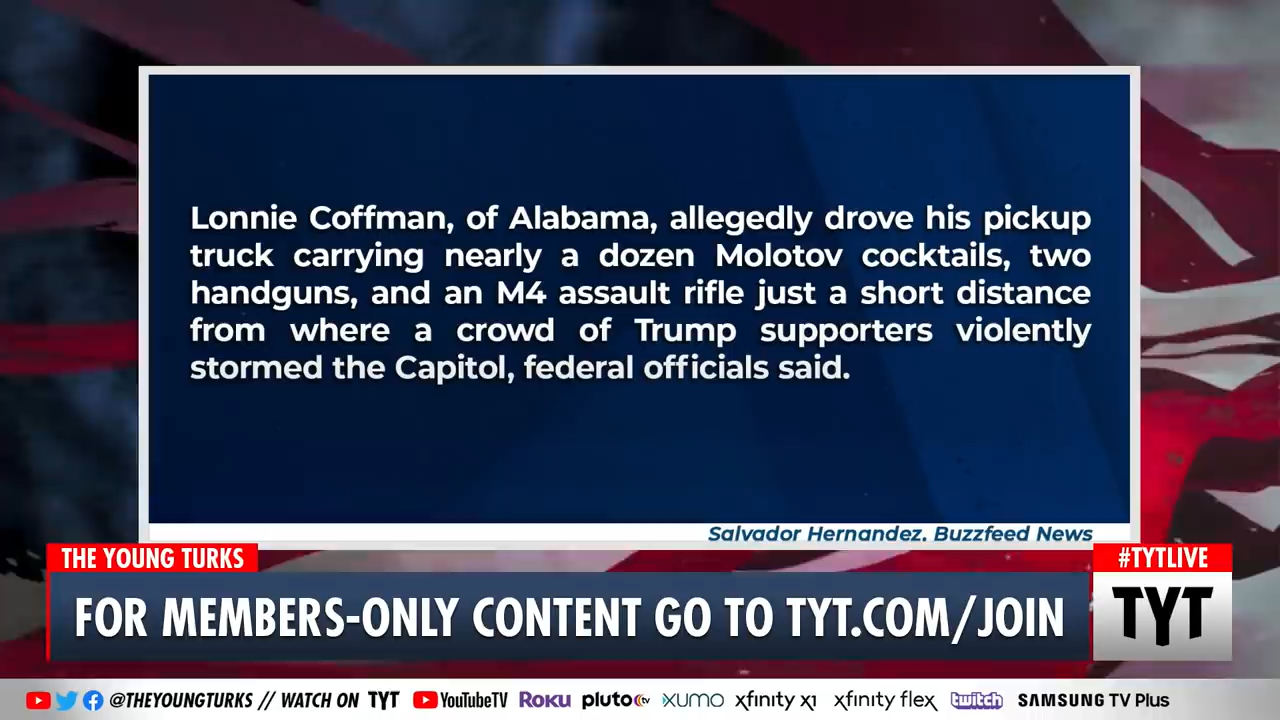 Lonnie Coffman, of Alabama, allegedly drove his pickup
truck carrying nearly a dozen Molotov cocktails, two
handguns, and an M4 assault rifle just a short distance
from where a crowd of Trump supporters violently
stormed the Capitol, federal officials said.
Salvador Hernandez, Buzzfeed News
THE YOUNG TURKS
#TYTLIVE
FOR MEMBERS-ONLY CONTENT GO TO TYT.COM/JOIN
TYT
@THEYOUNGTURKS // WATCH ON TYT YouTubeTV ROKU pluto tv XUMO xfinity x1 xfinity flex twitch SAMSUNG TV Plus